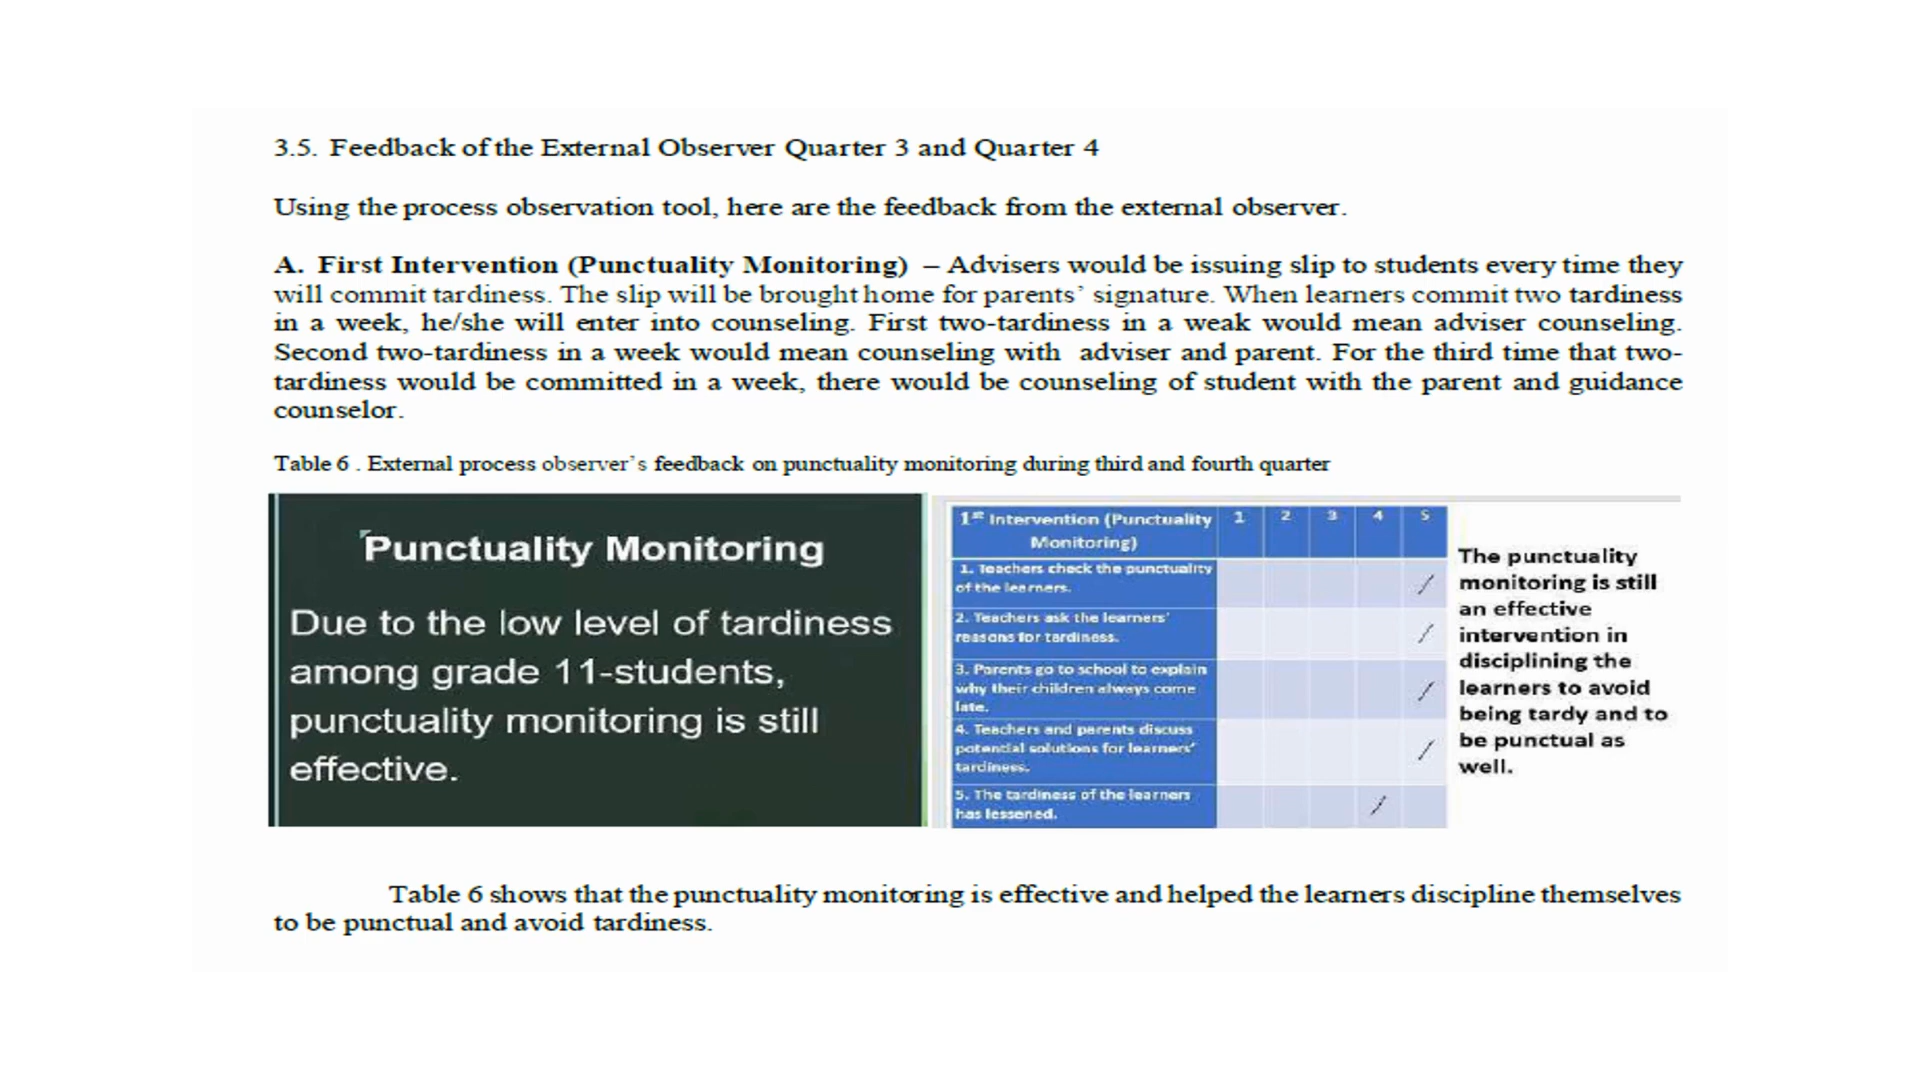 3.5. Feedback of the External Observer Quarter 3 and Quarter 4
Using the process observation tool, here are the feedback from the external observer.
A. First Intervention (Punctuality Monitoring) – Advisers would be issuing slip to students every time they
will commit tardiness. The slip will be brought home for parents’ signature. When learners commit two tardiness
in a week, he/she will enter into counseling. First two-tardiness in a weak would mean adviser counseling.
Second two-tardiness in a week would mean counseling with adviser and parent. For the third time that two-
tardiness would be committed in a week, there would be counseling of student with the parent and guidance
counselor.
Table 6 . External process observer’s feedback on punctuality monitoring during third and fourth quarter
Punctuality Monitoring
Due to the low level of tardiness
among grade 11-students,
punctuality monitoring is still
effective.
1st Intervention (Punctuality 1 2 3 4 5
Monitoring)
1. Teachers check the punctuality
of the learners. /
2. Teachers ask the learners’
reasons for tardiness. /
3. Parents go to school to explain
why their children always come /
late.
4. Teachers and parents discuss
potential solutions for learners’ /
tardiness.
5. The tardiness of the learners
has lessened. /
The punctuality
monitoring is still
an effective
intervention in
disciplining the
learners to avoid
being tardy and to
be punctual as
well.
Table 6 shows that the punctuality monitoring is effective and helped the learners discipline themselves
to be punctual and avoid tardiness.